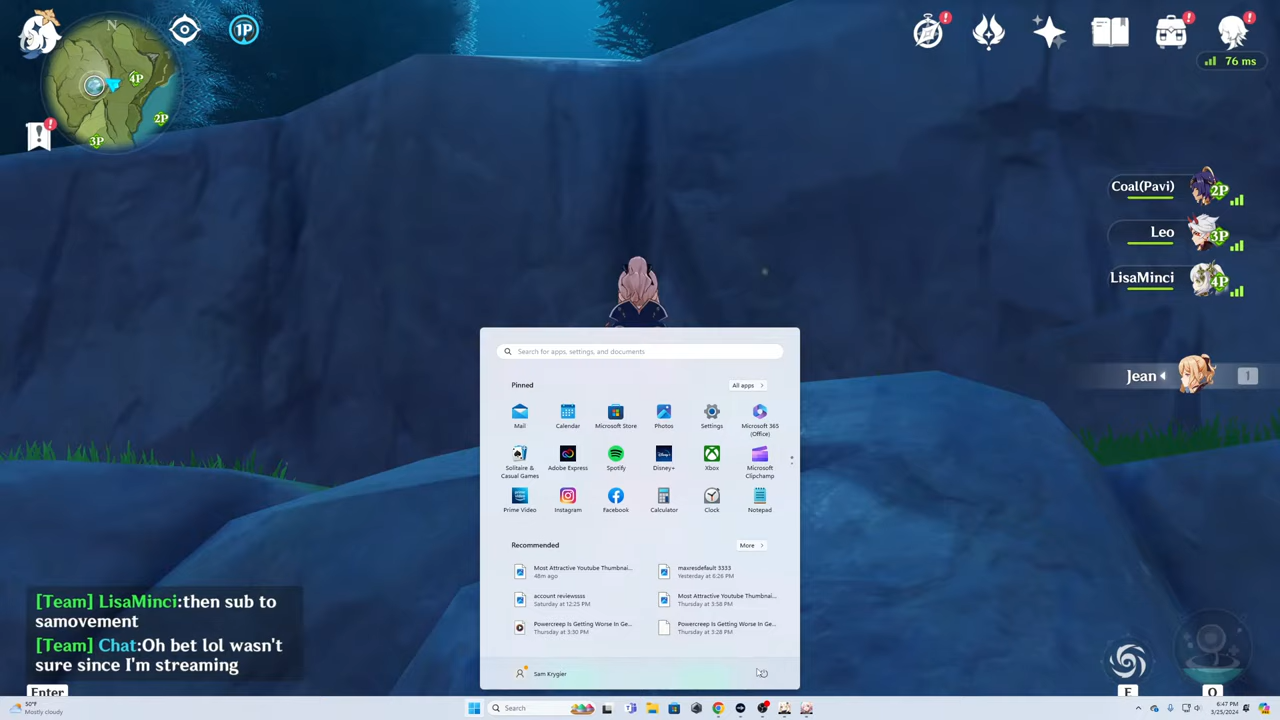 N
1P
4P
2P
3P
76 ms
Coal(Pavi)
2P
Leo
3P
LisaMinci
4P
Jean
1
Search for apps, settings, and documents
Pinned
All apps
Mail
Calendar
Microsoft Store
Photos
Settings
Microsoft 365
(Office)
Solitaire &
Casual Games
Adobe Express
Spotify
Disney+
Xbox
Microsoft
Clipchamp
Prime Video
Instagram
Facebook
Calculator
Clock
Notepad
Recommended
More
Most Attractive Youtube Thumbnai...
48m ago
maxresdefault 3333
Yesterday at 6:26 PM
account reviewssss
Saturday at 12:25 PM
Most Attractive Youtube Thumbnai...
Thursday at 3:58 PM
Powercreep Is Getting Worse In Ge...
Thursday at 3:30 PM
Powercreep Is Getting Worse In Ge...
Thursday at 3:28 PM
Sam Krygier
[Team] LisaMinci:then sub to
samovement
[Team] Chat:Oh bet lol wasn't
sure since I'm streaming
Enter
E
Q
50°F
Mostly cloudy
Search
6:47 PM
3/25/2024